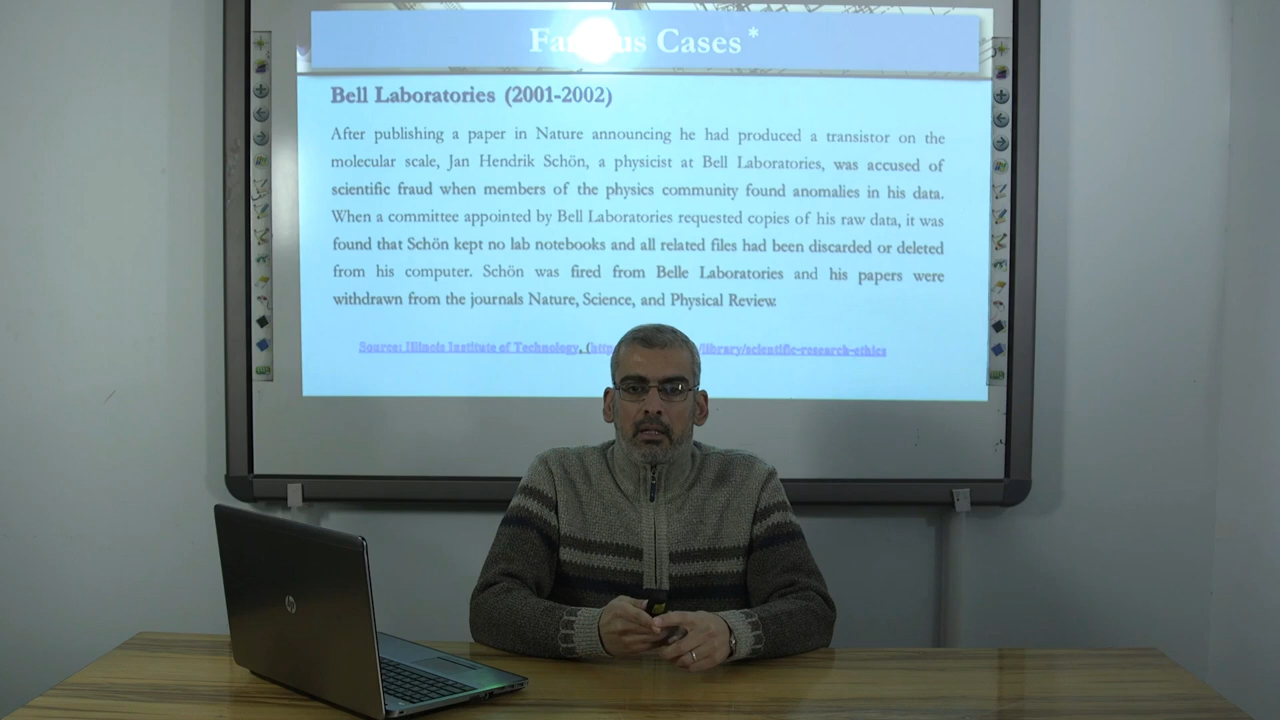 Cases *
Bell Laboratories (2001-2002)
After publishing a paper in Nature announcing he had produced a transistor on the
molecular scale, Jan Hendrik Schön, a physicist at Bell Laboratories, was accused of
scientific fraud when members of the physics community found anomalies in his data.
When a committee appointed by Bell Laboratories requested copies of his raw data, it was
found that Schön kept no lab notebooks and all related files had been discarded or deleted
from his computer. Schön was fired from Belle Laboratories and his papers were
withdrawn from the journals Nature, Science, and Physical Review.
Source: Illinois Institute of Technology, (http /library/scientific-research-ethics
hp